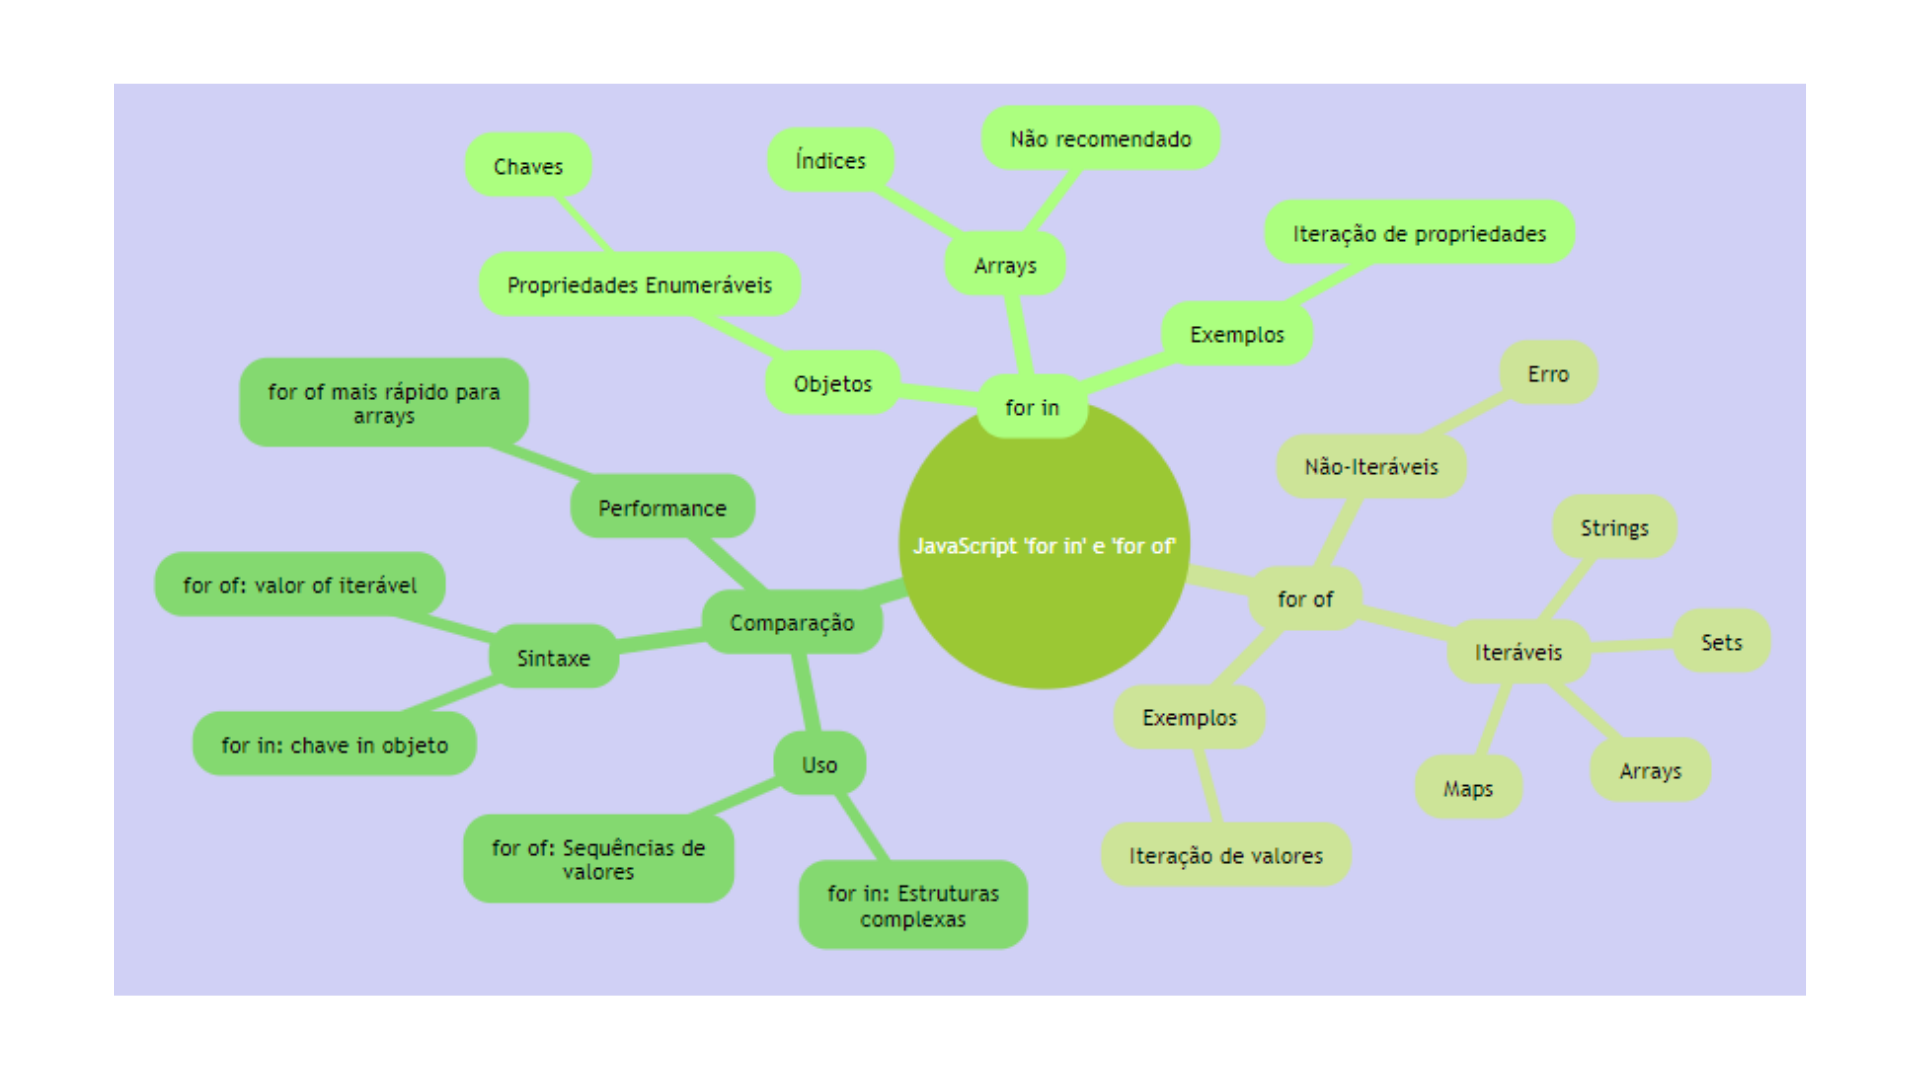 Chaves
Índices
Não recomendado
Iteração de propriedades
Propriedades Enumeráveis
Arrays
Exemplos
Objetos
for in
Erro
for of mais rápido para
arrays
Não-Iteráveis
Performance
Strings
JavaScript 'for in' e 'for of'
for of: valor of iterável
for of
Comparação
Sets
Iteráveis
Sintaxe
Exemplos
for in: chave in objeto
Uso
Maps
Arrays
for of: Sequências de
valores
Iteração de valores
for in: Estruturas
complexas